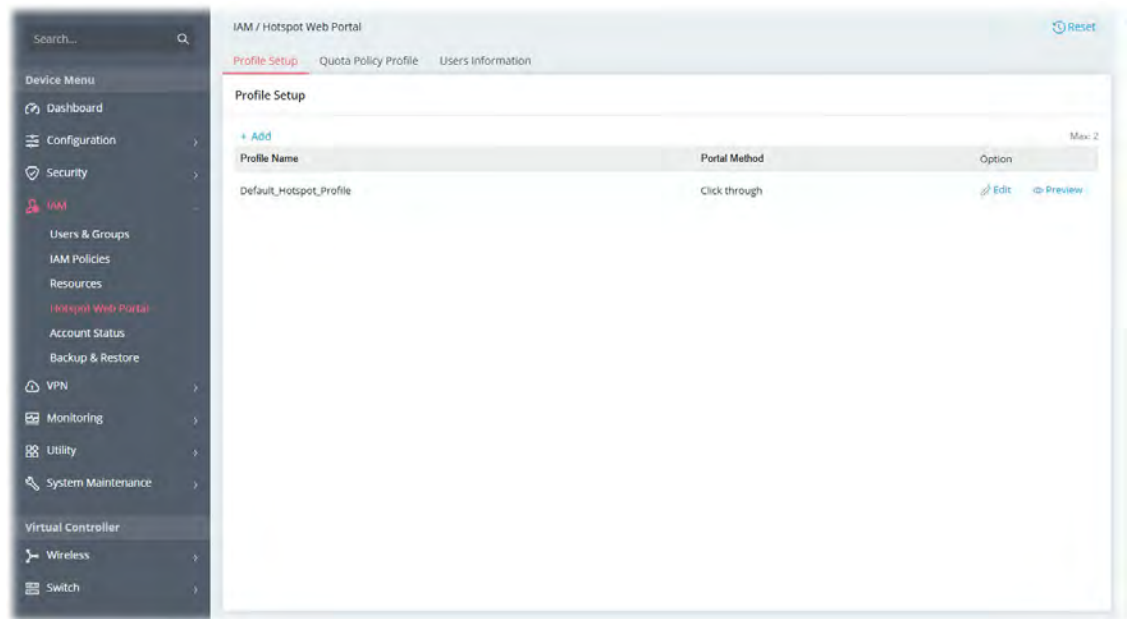 Search...
Device Menu
Dashboard
Configuration
Security
IAM
Users & Groups
IAM Policies
Resources
Hotspot Web Portal
Account Status
Backup & Restore
VPN
Monitoring
Utility
System Maintenance
Virtual Controller
Wireless
Switch
IAM / Hotspot Web Portal
Reset
Profile Setup Quota Policy Profile Users Information
Profile Setup
+ Add Max: 2
Profile Name Portal Method Option
Default_Hotspot_Profile Click through Edit Preview